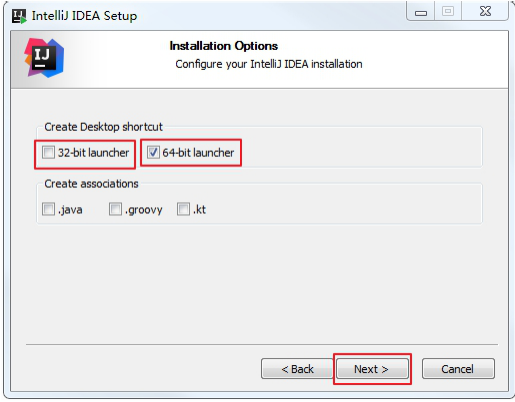 IntelliJ IDEA Setup
IJ
Installation Options
Configure your IntelliJ IDEA installation
Create Desktop shortcut
32-bit launcher
64-bit launcher
Create associations
.java
.groovy
.kt
< Back
Next >
Cancel